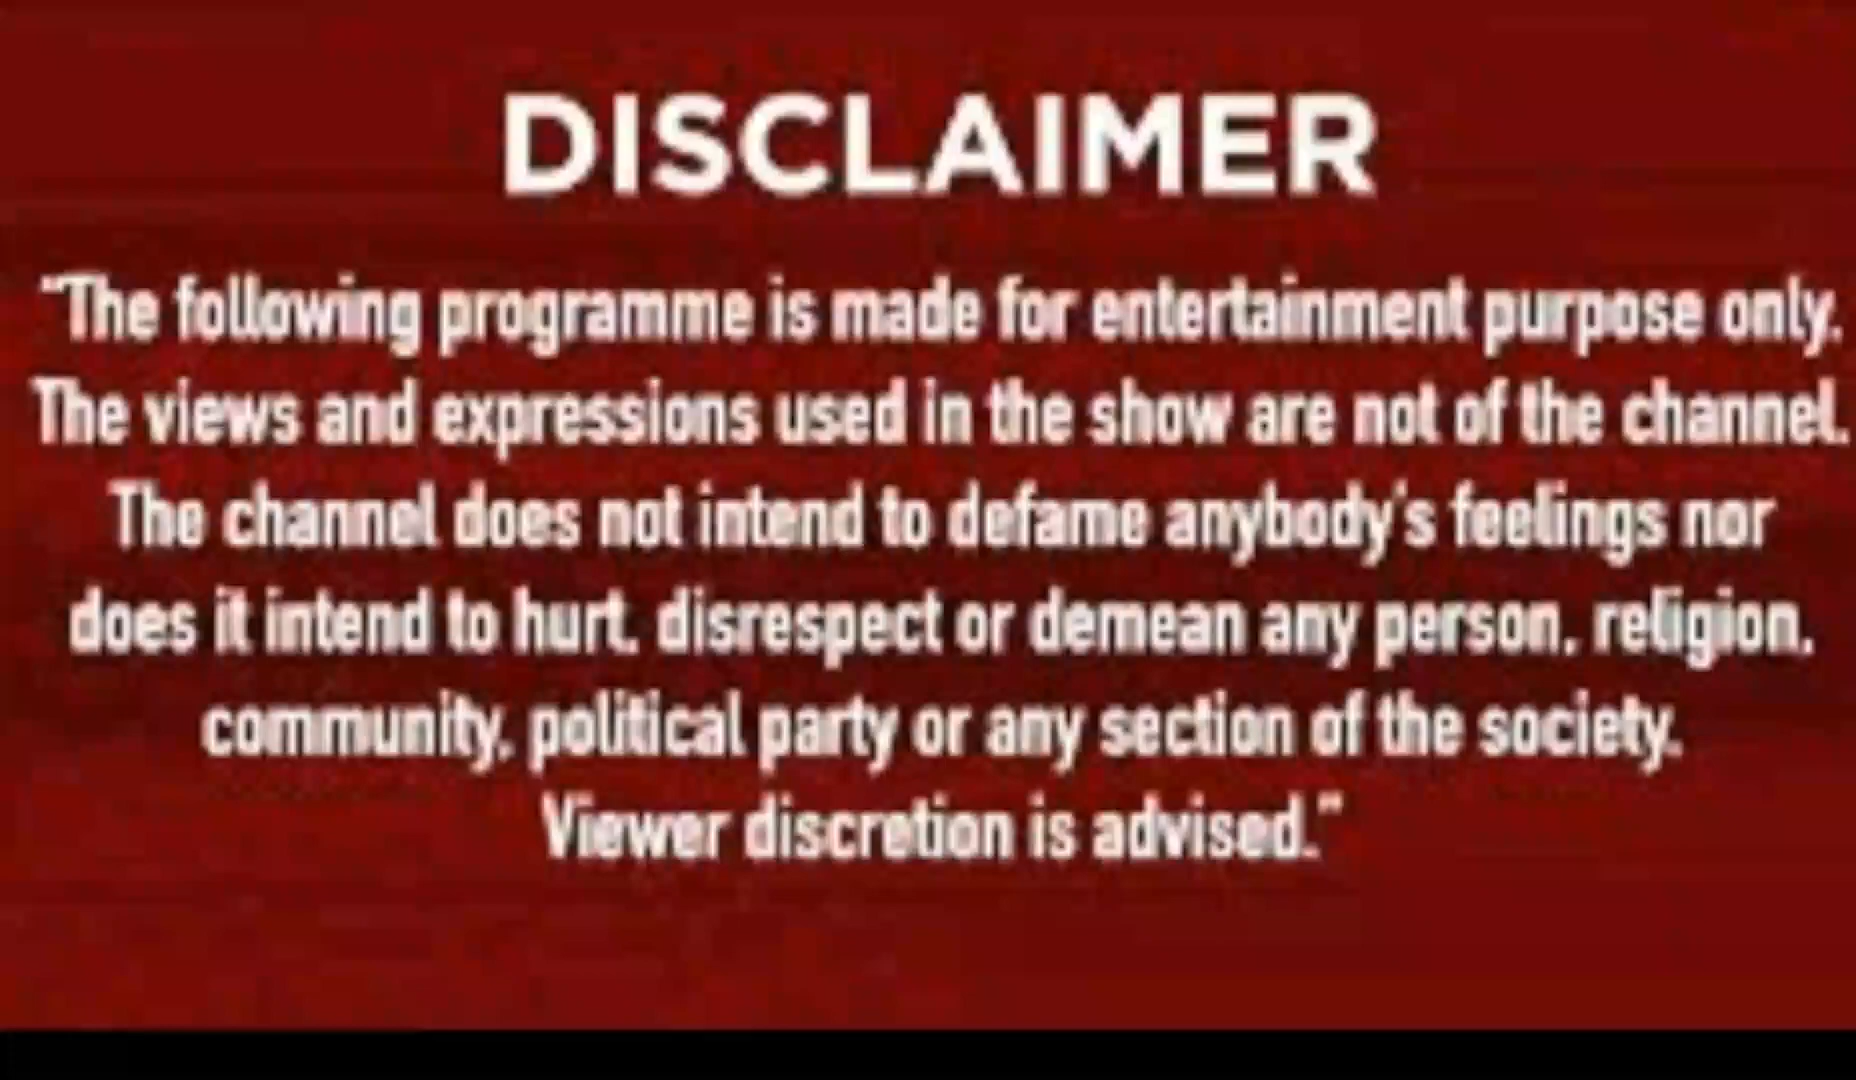 DISCLAIMER
"The following programme is made for entertainment purpose only.
The views and expressions used in the show are not of the channel.
The channel does not intend to defame anybody's feelings nor
does it intend to hurt, disrespect or demean any person, religion,
community, political party or any section of the society.
Viewer discretion is advised."